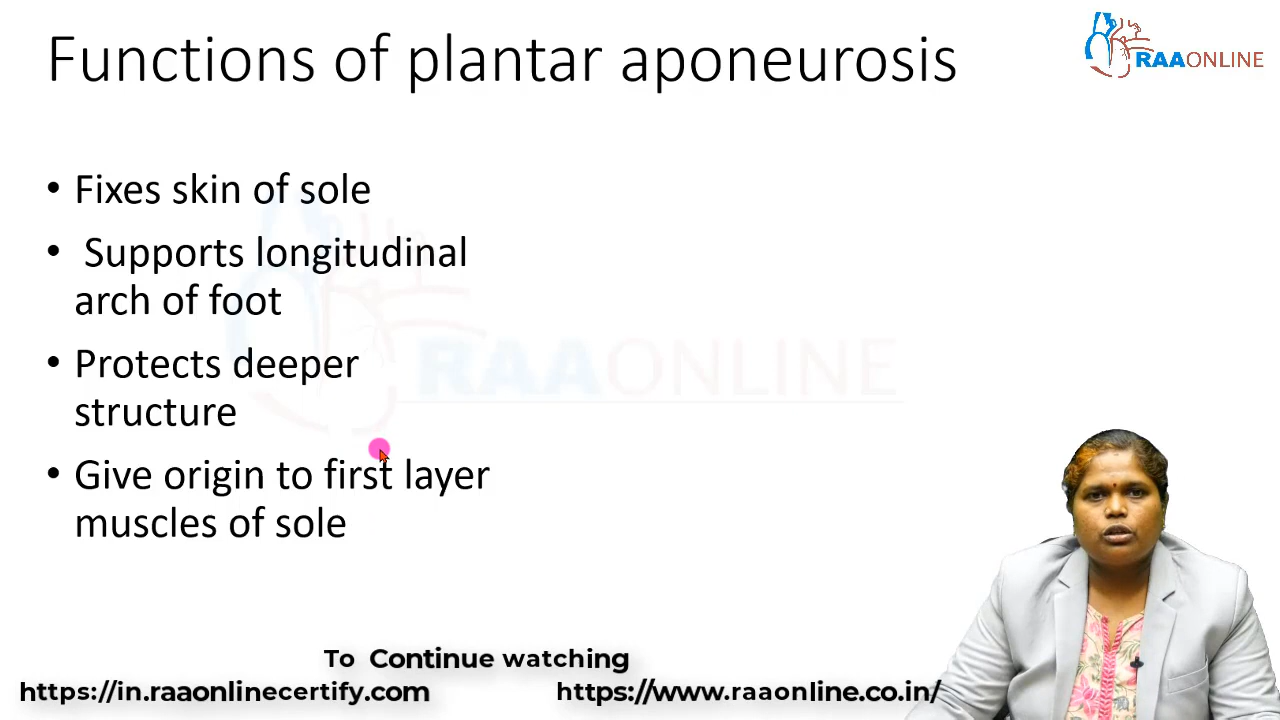 Functions of plantar aponeurosis
RAAONLINE
• Fixes skin of sole
• Supports longitudinal
arch of foot
• Protects deeper
structure
RAAONLINE
• Give origin to first layer
muscles of sole
To Continue watching
https://in.raaonlinecertify.com
https://www.raaonline.co.in/